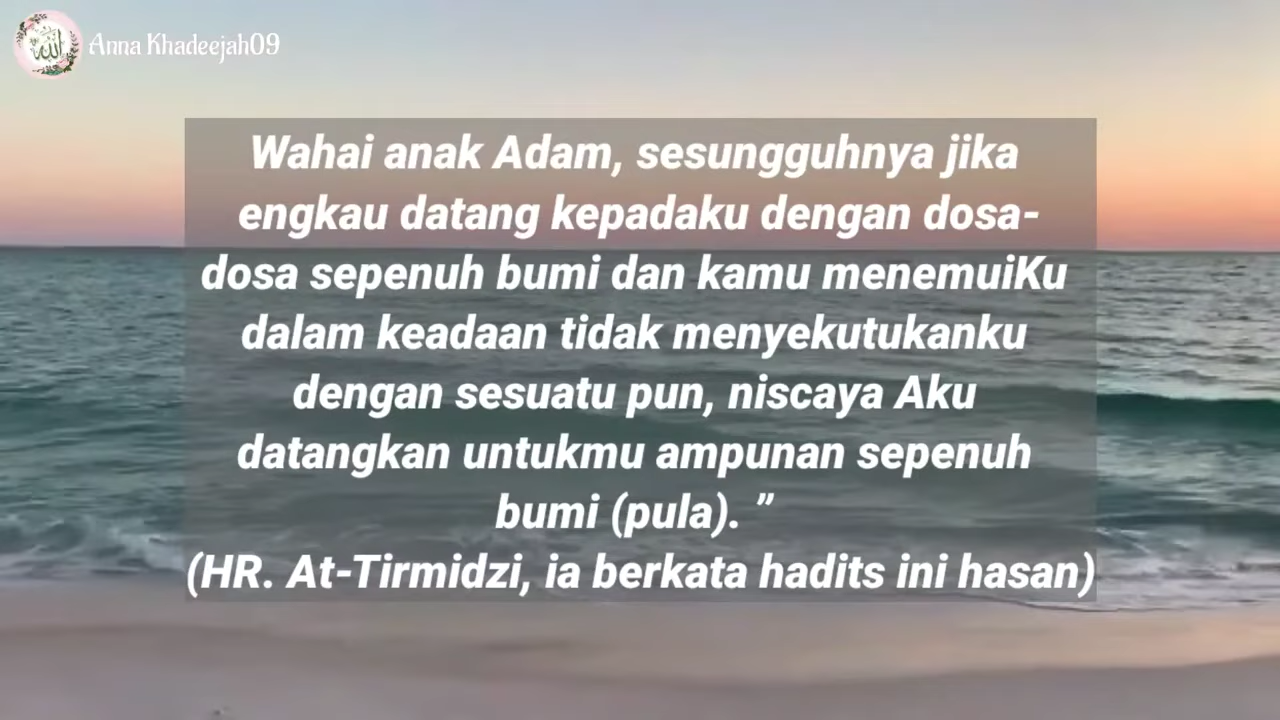 Anna Khadeejah09
Wahai anak Adam, sesungguhnya jika
engkau datang kepadaku dengan dosa-
dosa sepenuh bumi dan kamu menemuiKu
dalam keadaan tidak menyekutukanku
dengan sesuatu pun, niscaya Aku
datangkan untukmu ampunan sepenuh
bumi (pula). ”
(HR. At-Tirmidzi, ia berkata hadits ini hasan)